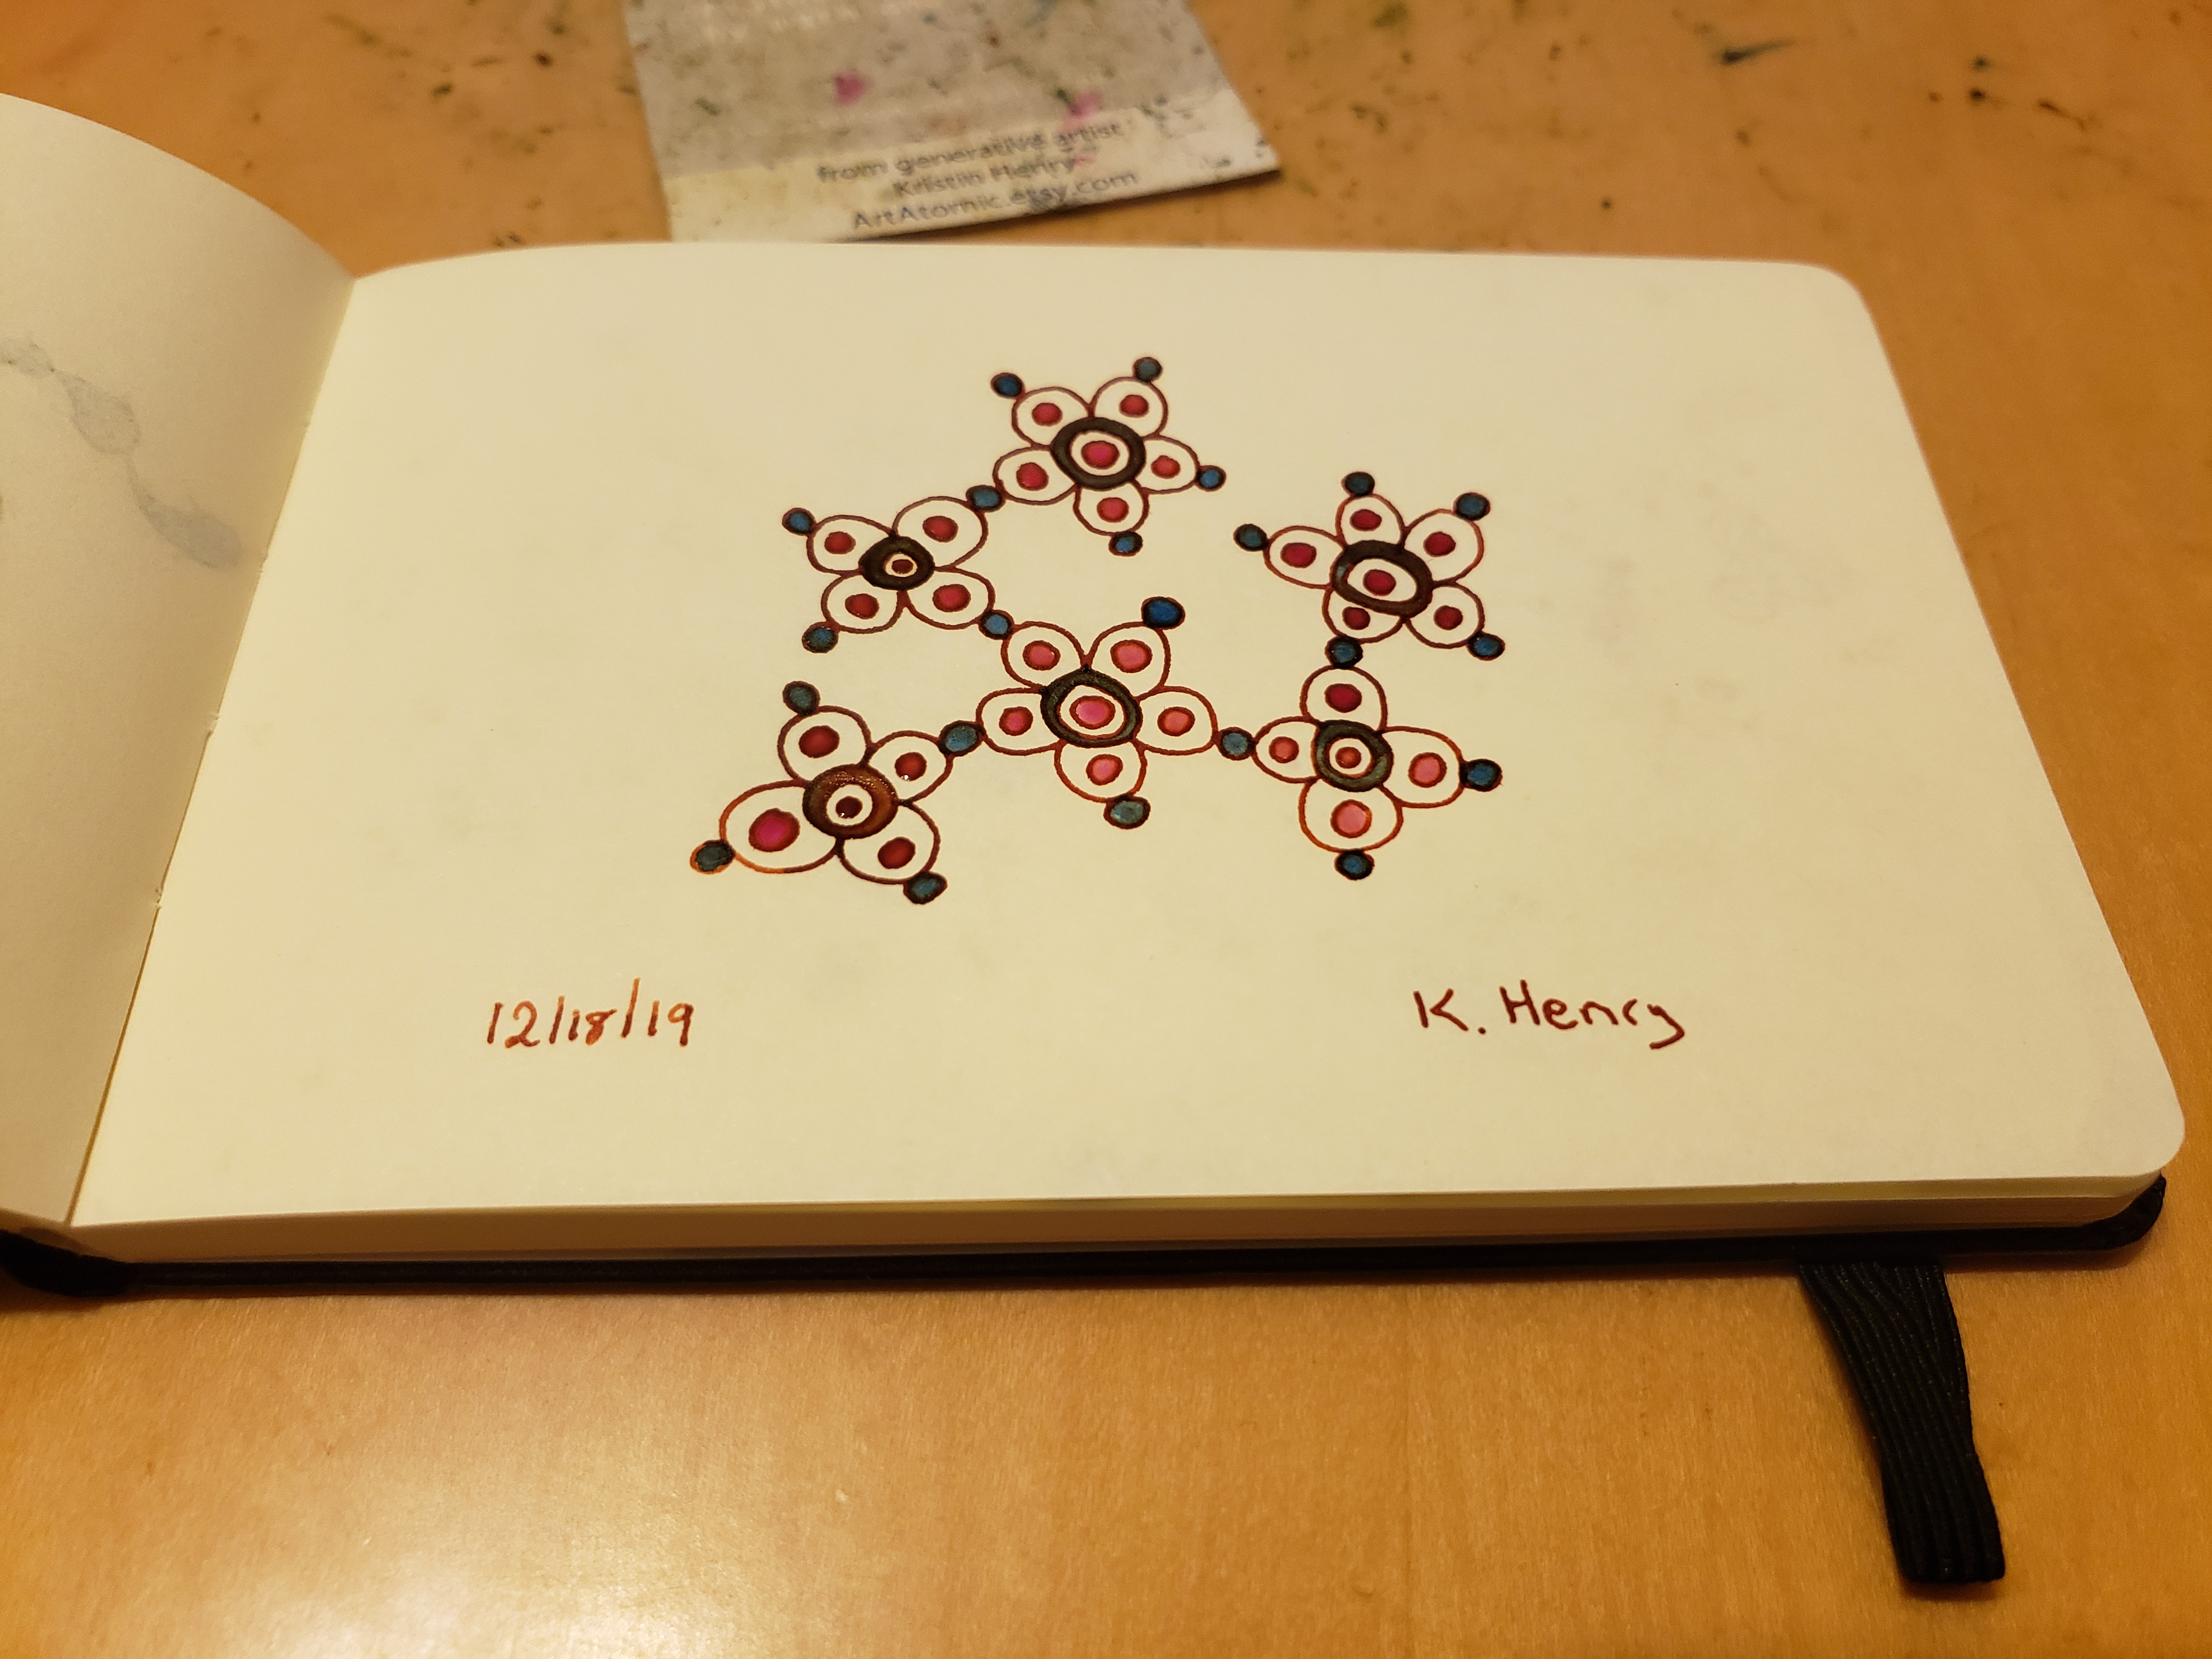 from generative artist
Kristin Henry
ArtAtomic.etsy.com
12/18/19
K. Henry